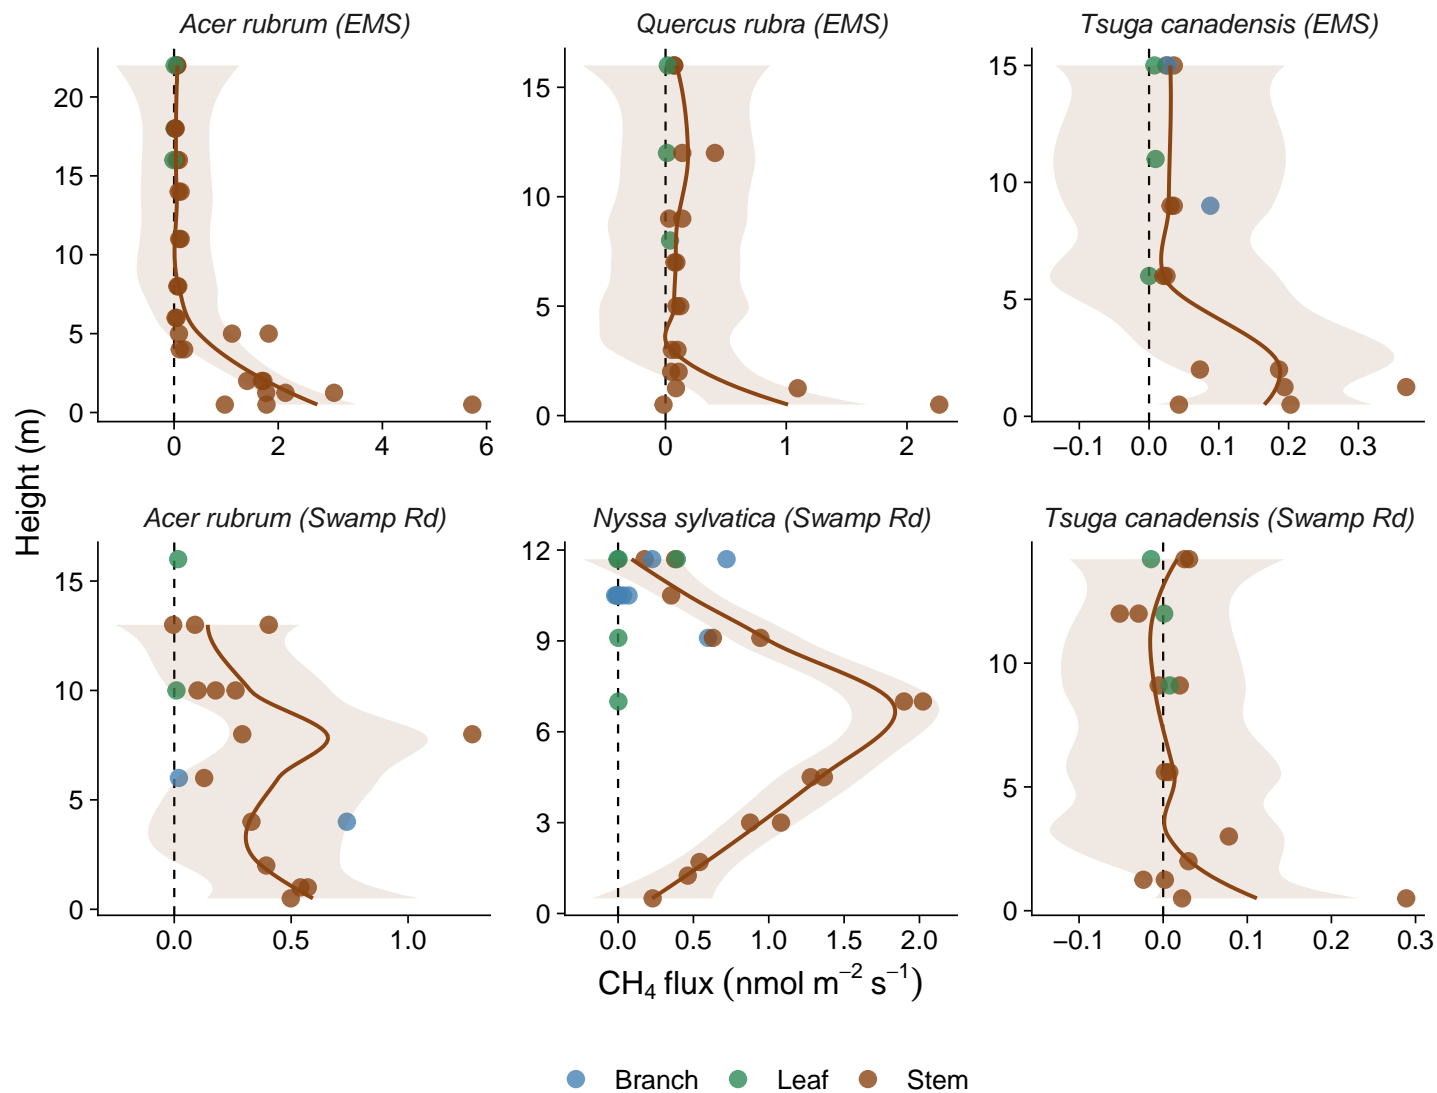 Acer rubrum (EMS)
Quercus rubra (EMS)
Tsuga canadensis (EMS)
20
15
10
5
0
0 2 4 6
15
10
5
0
0 1 2
15
10
5
0
−0.1 0.0 0.1 0.2 0.3
Height (m)
Acer rubrum (Swamp Rd)
Nyssa sylvatica (Swamp Rd)
Tsuga canadensis (Swamp Rd)
15
10
5
0
0.0 0.5 1.0
12
9
6
3
0
0.0 0.5 1.0 1.5 2.0
10
5
0
−0.1 0.0 0.1 0.2 0.3
CH₄ flux (nmol m⁻² s⁻¹)
Branch Leaf Stem